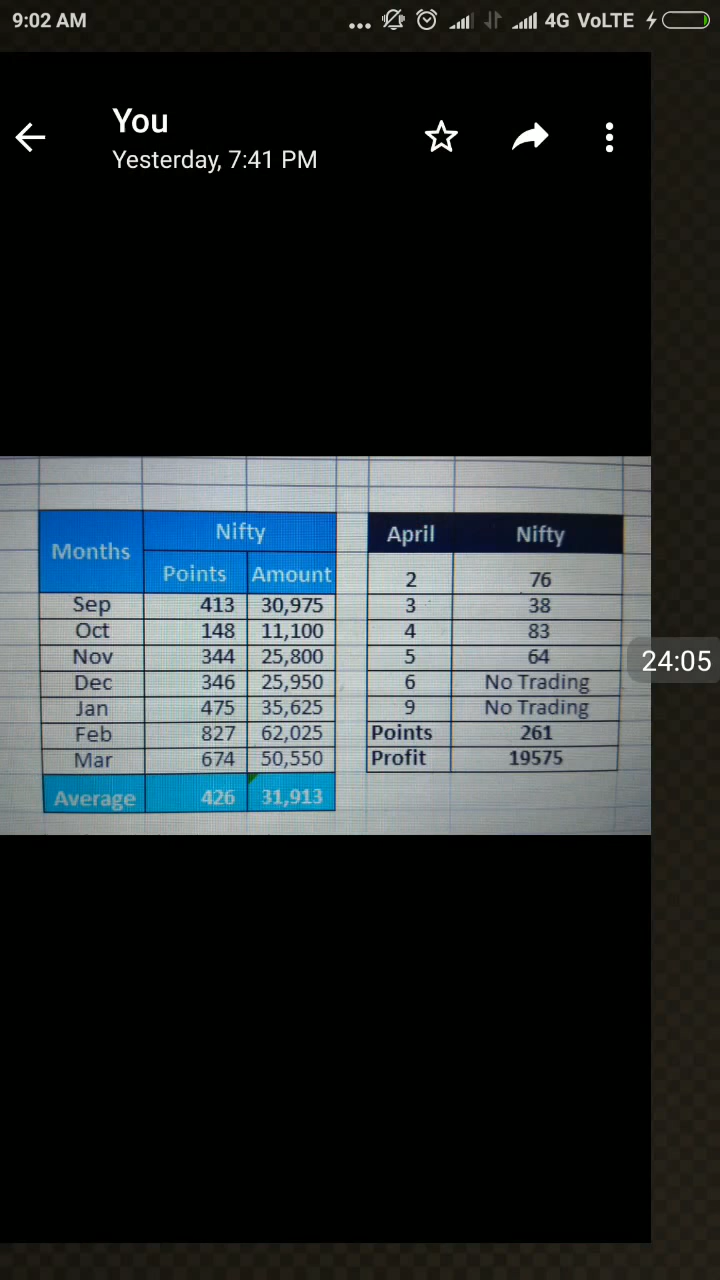 9:02 AM ... 4G VoLTE
You
Yesterday, 7:41 PM
Months Nifty
Points Amount
Sep 413 30,975
Oct 148 11,100
Nov 344 25,800
Dec 346 25,950
Jan 475 35,625
Feb 827 62,025
Mar 674 50,550
Average 426 31,913
April Nifty
2 76
3 38
4 83
5 64
6 No Trading
9 No Trading
Points 261
Profit 19575
24:05